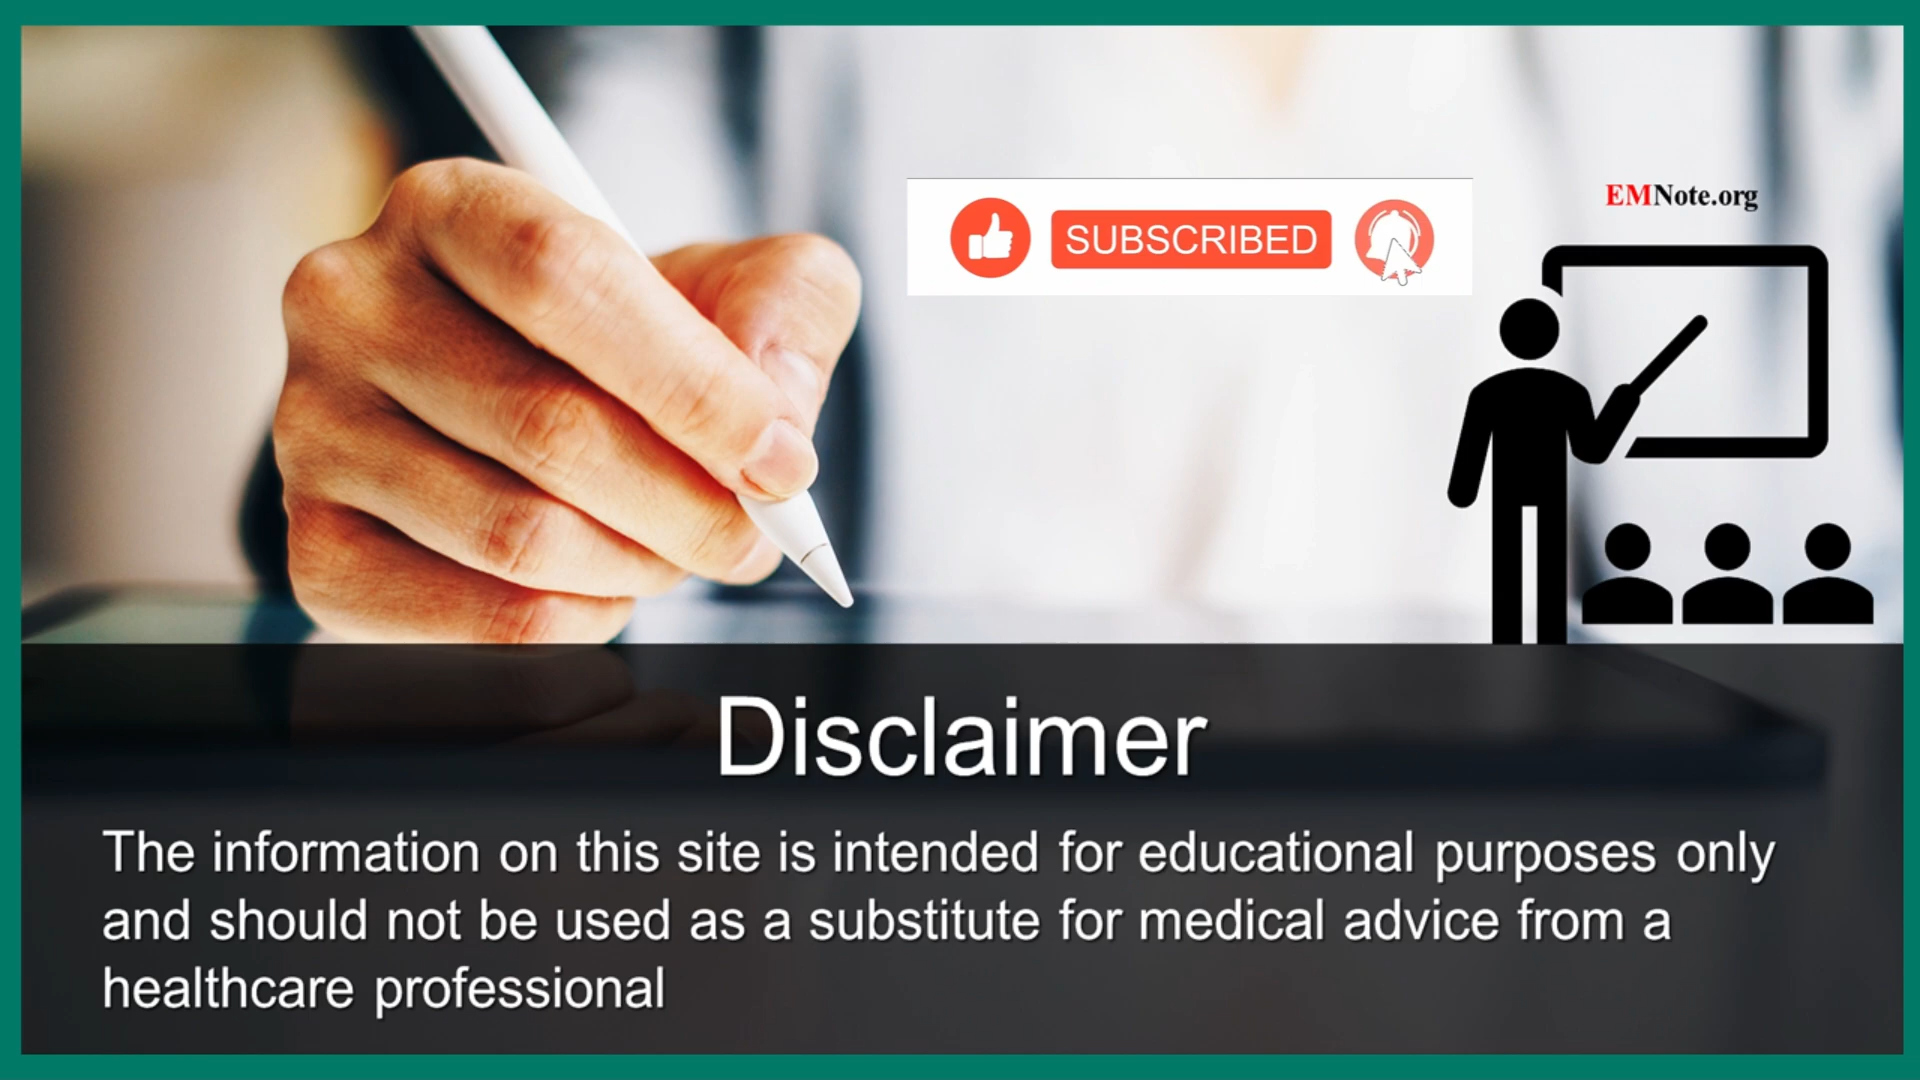 SUBSCRIBED
EMNote.org
Disclaimer
The information on this site is intended for educational purposes only
and should not be used as a substitute for medical advice from a
healthcare professional